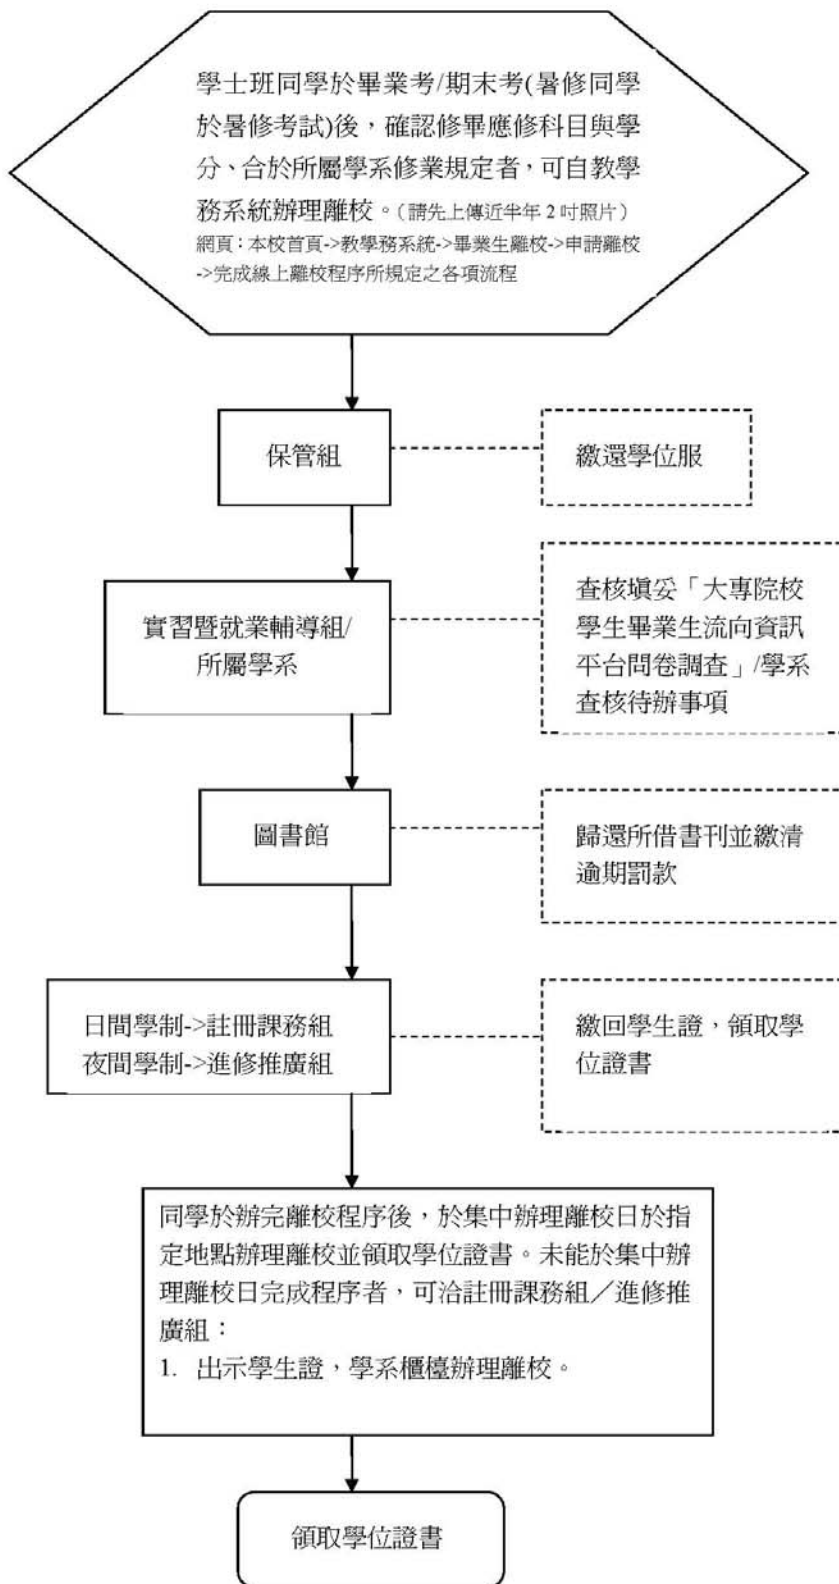 學士班同學於畢業考/期末考(暑修同學
於暑修考試)後，確認修畢應修科目與學
分、合於所屬學系修業規定者，可自教學
務系統辦理離校。(請先上傳近半年 2 吋照片)
網頁：本校首頁->教學務系統->畢業生離校->申請離校
->完成線上離校程序所規定之各項流程
保管組
繳還學位服
實習暨就業輔導組/
所屬學系
查核填妥「大專院校
學生畢業生流向資訊
平台問卷調查」/學系
查核待辦事項
圖書館
歸還所借書刊並繳清
逾期罰款
日間學制->註冊課務組
夜間學制->進修推廣組
繳回學生證，領取學
位證書
同學於辦完離校程序後，於集中辦理離校日於指
定地點辦理離校並領取學位證書。未能於集中辦
理離校日完成程序者，可洽註冊課務組／進修推
廣組：
1. 出示學生證，學系櫃檯辦理離校。
領取學位證書